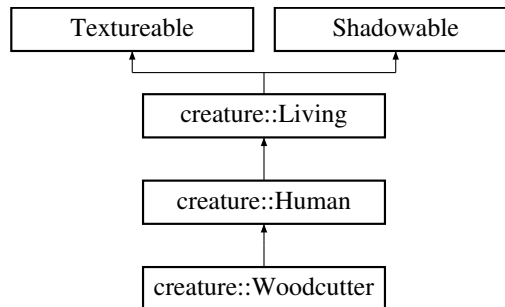 Textureable
Shadowable
creature::Living
creature::Human
creature::Woodcutter